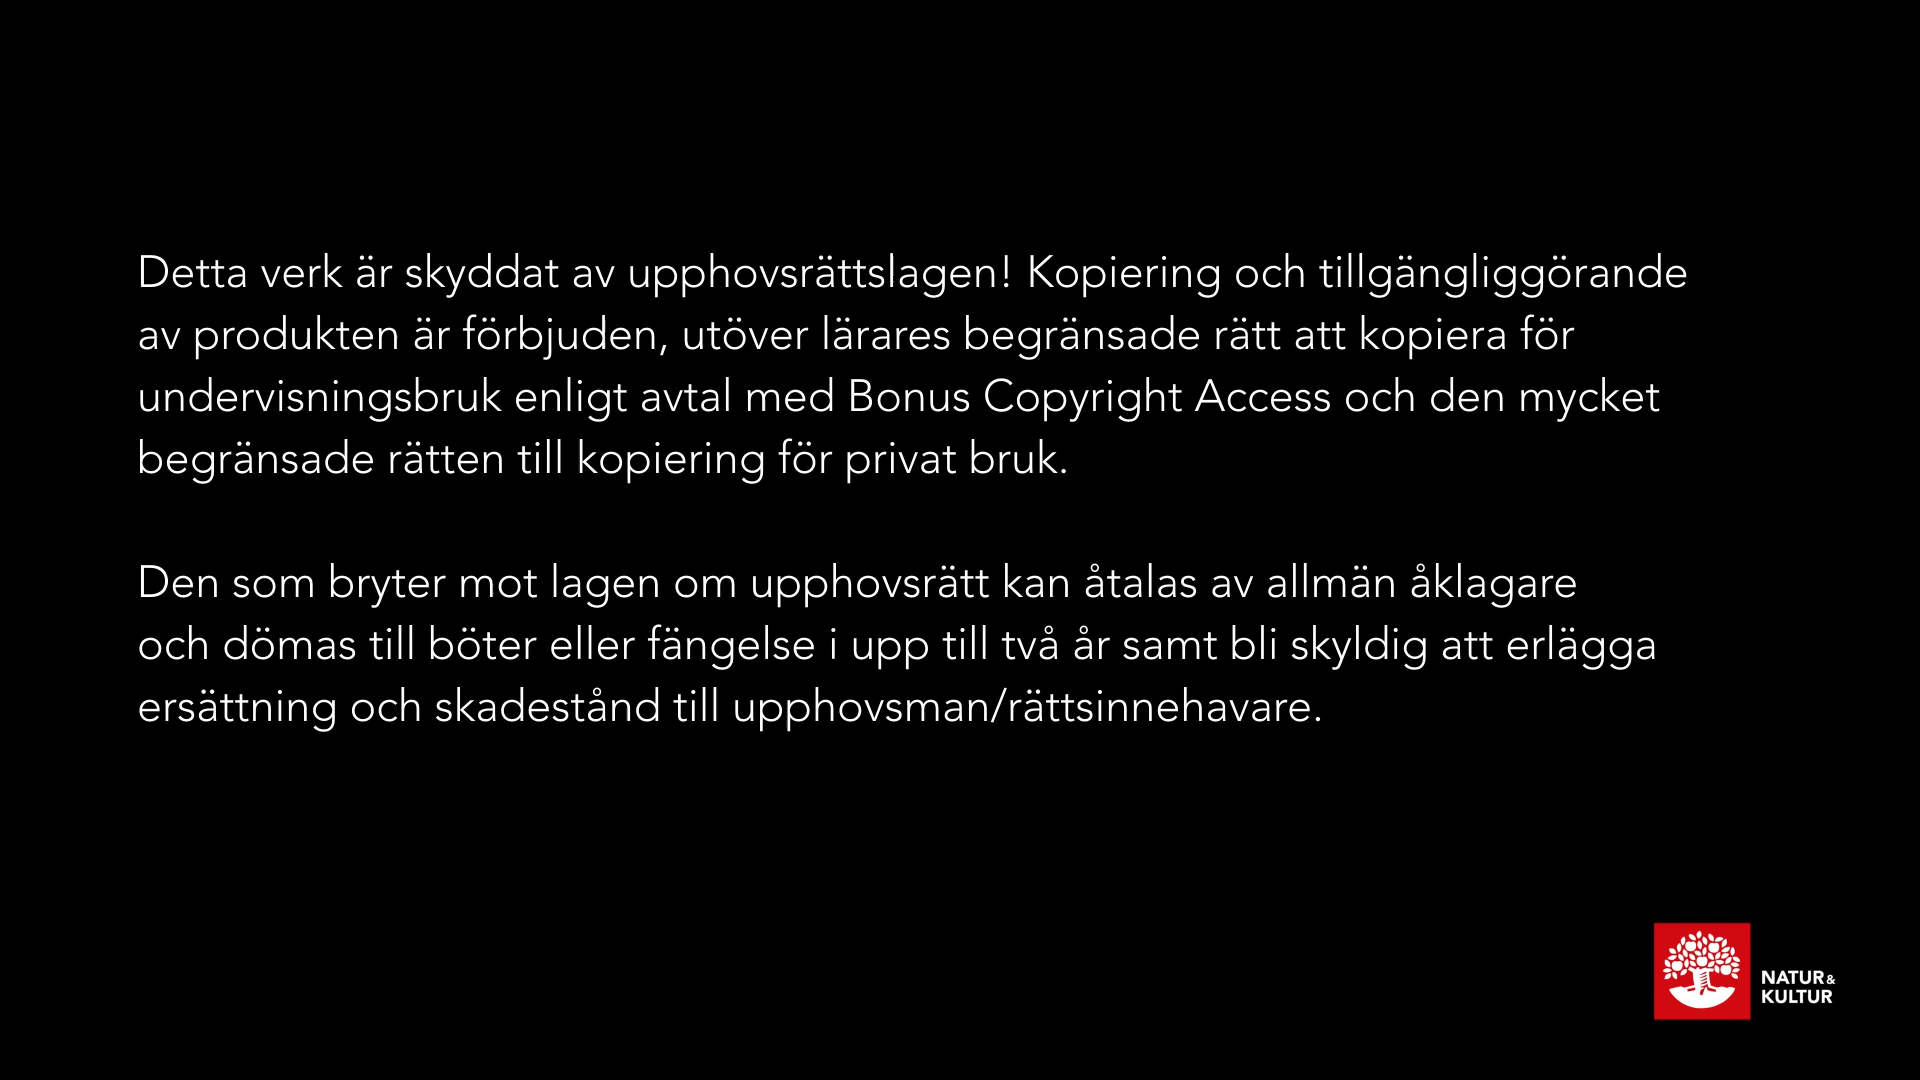 Detta verk är skyddat av upphovsrättslagen! Kopiering och tillgängliggörande
av produkten är förbjuden, utöver lärares begränsade rätt att kopiera för
undervisningsbruk enligt avtal med Bonus Copyright Access och den mycket
begränsade rätten till kopiering för privat bruk.
Den som bryter mot lagen om upphovsrätt kan åtalas av allmän åklagare
och dömas till böter eller fängelse i upp till två år samt bli skyldig att erlägga
ersättning och skadestånd till upphovsman/rättsinnehavare.
NATUR &
KULTUR